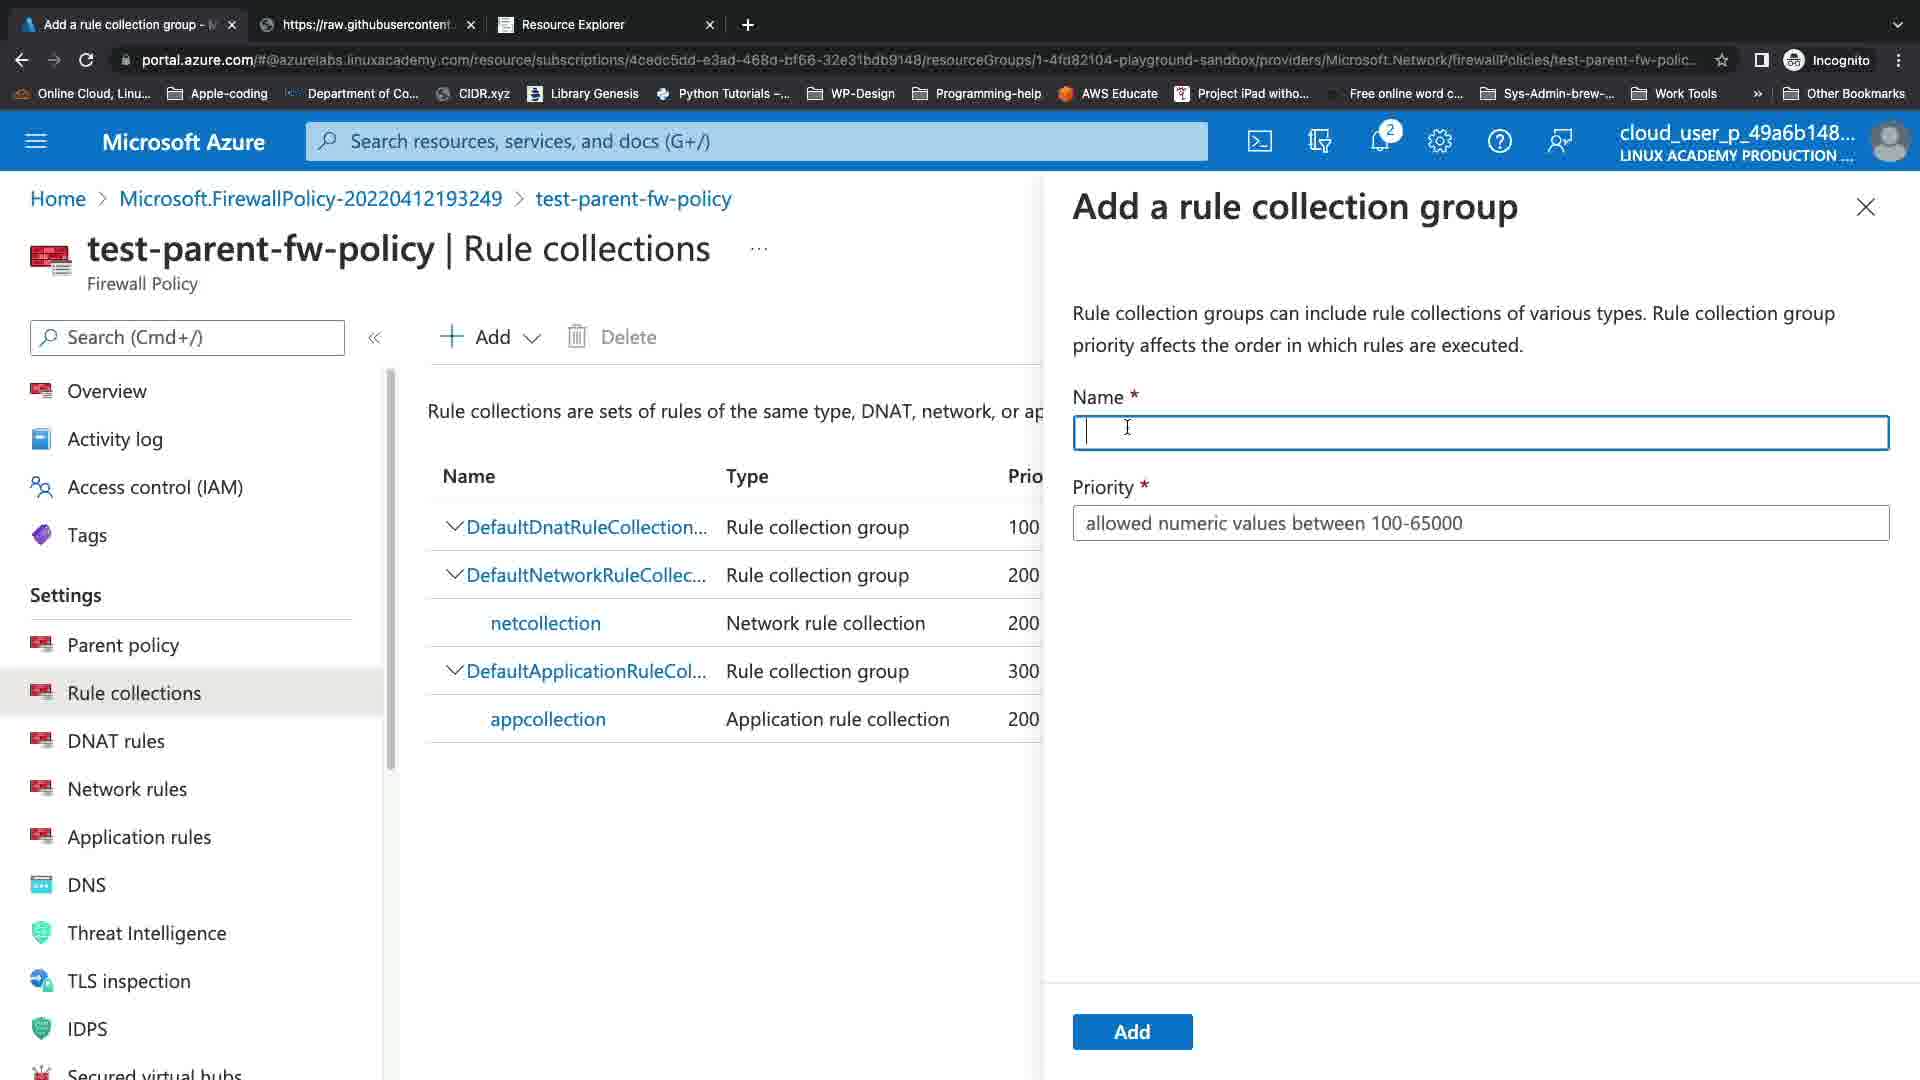 Add a rule collection group - M
https://raw.githubusercontent.
Resource Explorer
portal.azure.com/#@azurelabs.linuxacademy.com/resource/subscriptions/4cedc5dd-e3ad-468d-bf66-32e31bdb9148/resourceGroups/1-4fd82104-playground-sandbox/providers/Microsoft.Network/firewallPolicies/test-parent-fw-polic...
Incognito
Online Cloud, Linu...
Apple-coding
Department of Co...
CIDR.xyz
Library Genesis
Python Tutorials –...
WP-Design
Programming-help
AWS Educate
Project iPad witho...
Free online word c...
Sys-Admin-brew-...
Work Tools
»
Other Bookmarks
Microsoft Azure
Search resources, services, and docs (G+/)
2
cloud_user_p_49a6b148...
LINUX ACADEMY PRODUCTION ...
Home > Microsoft.FirewallPolicy-20220412193249 > test-parent-fw-policy
test-parent-fw-policy | Rule collections ...
Firewall Policy
Search (Cmd+/)
«
Overview
Activity log
Access control (IAM)
Tags
Settings
Parent policy
Rule collections
DNAT rules
Network rules
Application rules
DNS
Threat Intelligence
TLS inspection
IDPS
Secured virtual hubs
Add
Delete
Rule collections are sets of rules of the same type, DNAT, network, or ap
Name Type Prio
DefaultDnatRuleCollection... Rule collection group 100
DefaultNetworkRuleCollec... Rule collection group 200
netcollection Network rule collection 200
DefaultApplicationRuleCol... Rule collection group 300
appcollection Application rule collection 200
Add a rule collection group
Rule collection groups can include rule collections of various types. Rule collection group
priority affects the order in which rules are executed.
Name *
Priority *
allowed numeric values between 100-65000
Add